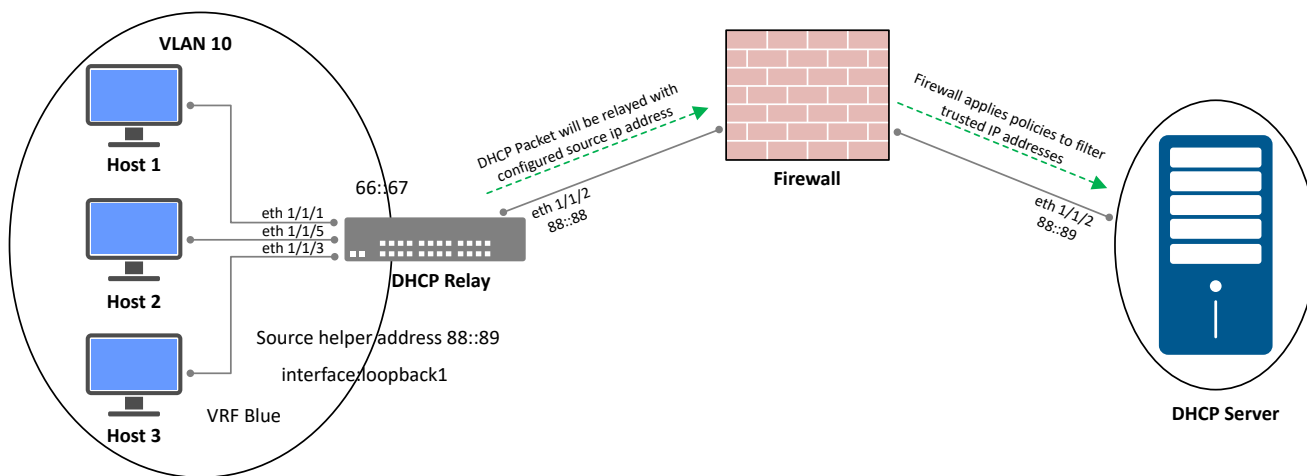 VLAN 10
Host 1
Host 2
Host 3
66::67
eth 1/1/1
eth 1/1/5
eth 1/1/3
DHCP Relay
Source helper address 88::89
interface:loopback1
VRF Blue
DHCP Packet will be relayed with
configured source ip address
eth 1/1/2
88::88
Firewall
Firewall applies policies to filter
trusted IP addresses
eth 1/1/2
88::89
DHCP Server